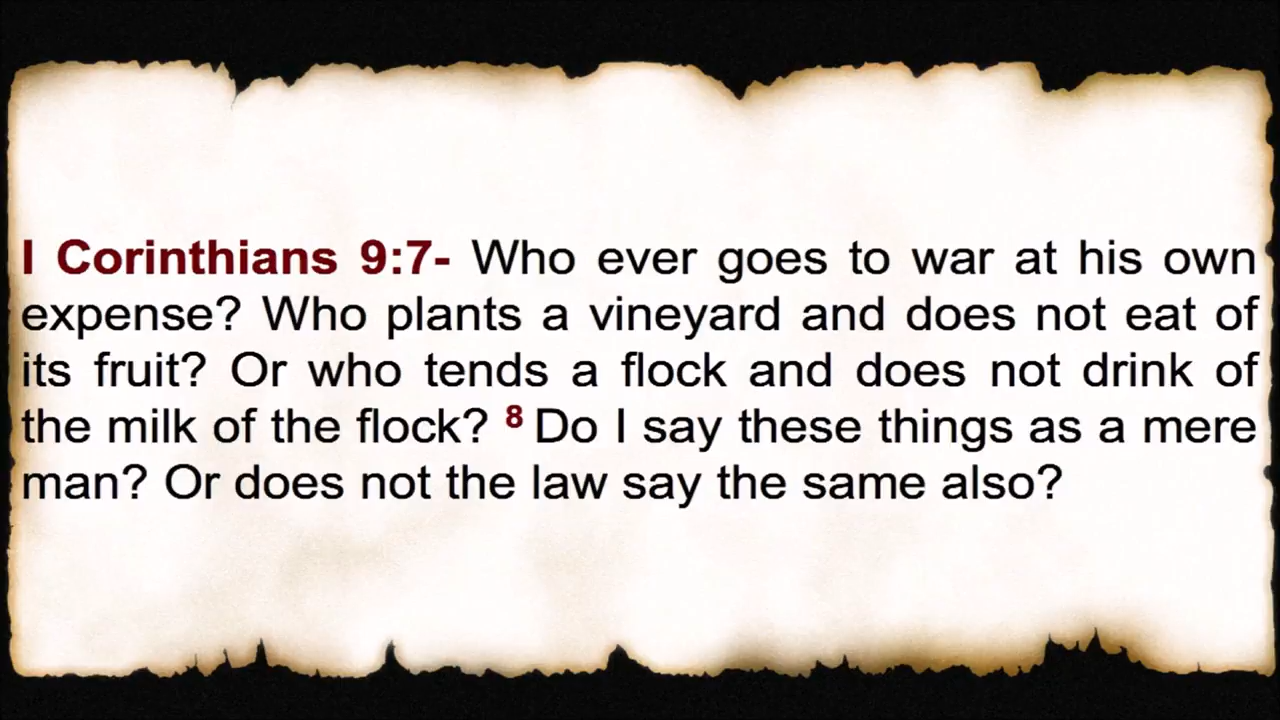 I Corinthians 9:7- Who ever goes to war at his own
expense? Who plants a vineyard and does not eat of
its fruit? Or who tends a flock and does not drink of
the milk of the flock? 8 Do I say these things as a mere
man? Or does not the law say the same also?